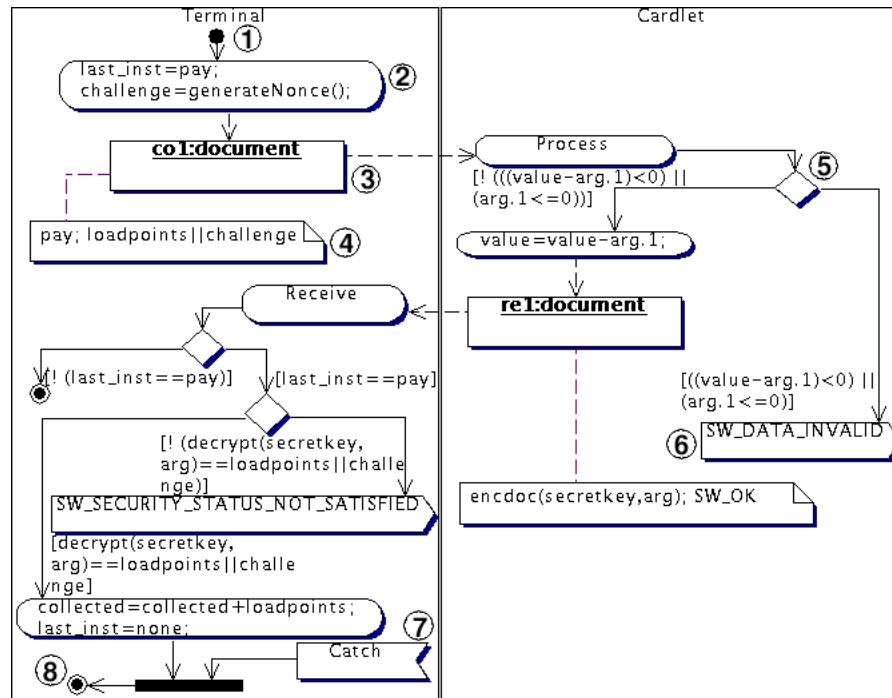 Terminal
Cardlet
1
last_inst=pay;
challenge=generateNonce();
2
co1:document
3
pay; loadpoints||challenge
4
Process
5
[! (((value-arg.1)<0) ||
(arg.1<=0))]
value=value-arg.1;
re1:document
Receive
[! (last_inst==pay)]
[last_inst==pay]
[((value-arg.1)<0) ||
(arg.1<=0)]
SW_DATA_INVALID
6
[! (decrypt(secretkey,
arg)==loadpoints||challe
nge)]
SW_SECURITY_STATUS_NOT_SATISFIED
encdoc(secretkey,arg); SW_OK
[decrypt(secretkey,
arg)==loadpoints||challe
nge]
collected=collected+loadpoints;
last_inst=none;
7
Catch
8